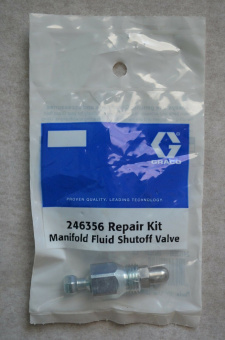 GRACO
PROVEN QUALITY. LEADING TECHNOLOGY.
246356 Repair Kit
Manifold Fluid Shutoff Valve